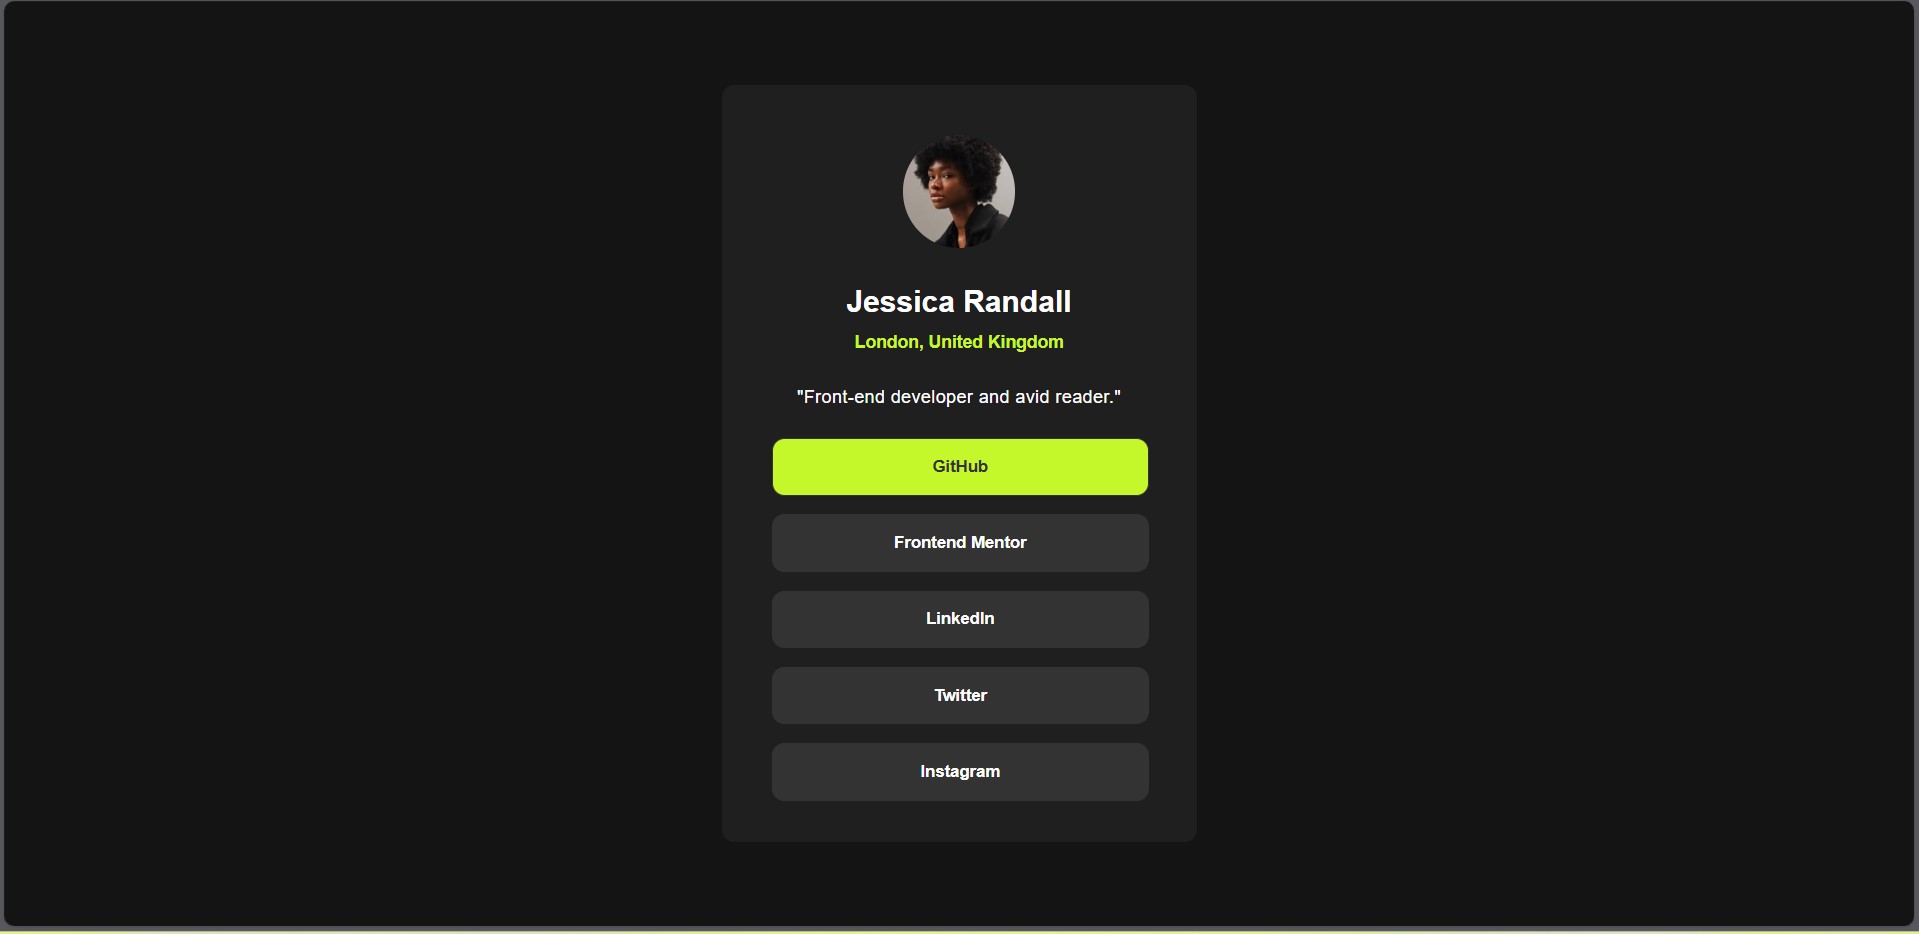 Jessica Randall
London, United Kingdom
"Front-end developer and avid reader."
GitHub
Frontend Mentor
LinkedIn
Twitter
Instagram